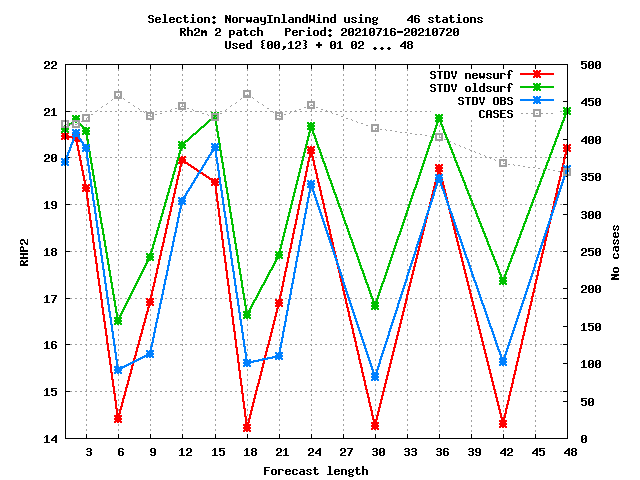 Selection: NorwayInlandWind using    46 stations
Rh2m 2 patch   Period: 20210716-20210720
Used {00,12} + 01 02 ... 48
STDV newsurf
STDV oldsurf
STDV OBS
CASES
22
21
20
19
18
17
16
15
14
RHP2
500
450
400
350
300
250
200
150
100
50
0
No cases
3 6 9 12 15 18 21 24 27 30 33 36 39 42 45 48
Forecast length